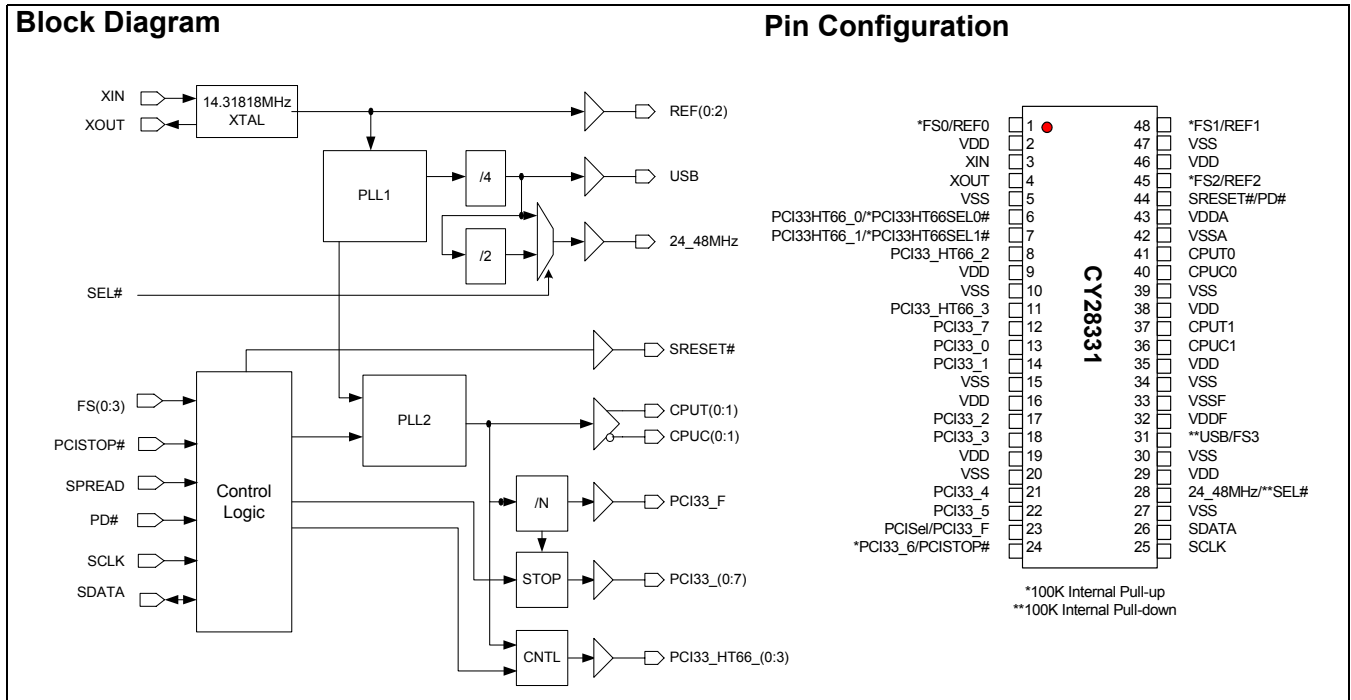 Block Diagram
XIN
XOUT
14.31818MHz
XTAL
REF(0:2)
PLL1
/4
USB
/2
24_48MHz
SEL#
SRESET#
FS(0:3)
PCISTOP#
SPREAD
PD#
SCLK
SDATA
Control
Logic
PLL2
CPUT(0:1)
CPUC(0:1)
/N
PCI33_F
STOP
PCI33_(0:7)
CNTL
PCI33_HT66_(0:3)
Pin Configuration
*FS0/REF0 1 48 *FS1/REF1
VDD 2 47 VSS
XIN 3 46 VDD
XOUT 4 45 *FS2/REF2
VSS 5 44 SRESET#/PD#
PCI33HT66_0/*PCI33HT66SEL0# 6 43 VDDA
PCI33HT66_1/*PCI33HT66SEL1# 7 42 VSSA
PCI33_HT66_2 8 41 CPUT0
VDD 9 40 CPUC0
VSS 10 39 VSS
PCI33_HT66_3 11 38 VDD
PCI33_7 12 37 CPUT1
PCI33_0 13 36 CPUC1
PCI33_1 14 35 VDD
VSS 15 34 VSS
VDD 16 33 VSSF
PCI33_2 17 32 VDDF
PCI33_3 18 31 **USB/FS3
VDD 19 30 VSS
VSS 20 29 VDD
PCI33_4 21 28 24_48MHz/**SEL#
PCI33_5 22 27 VSS
PCISel/PCI33_F 23 26 SDATA
*PCI33_6/PCISTOP# 24 25 SCLK
CY28331
*100K Internal Pull-up
**100K Internal Pull-down